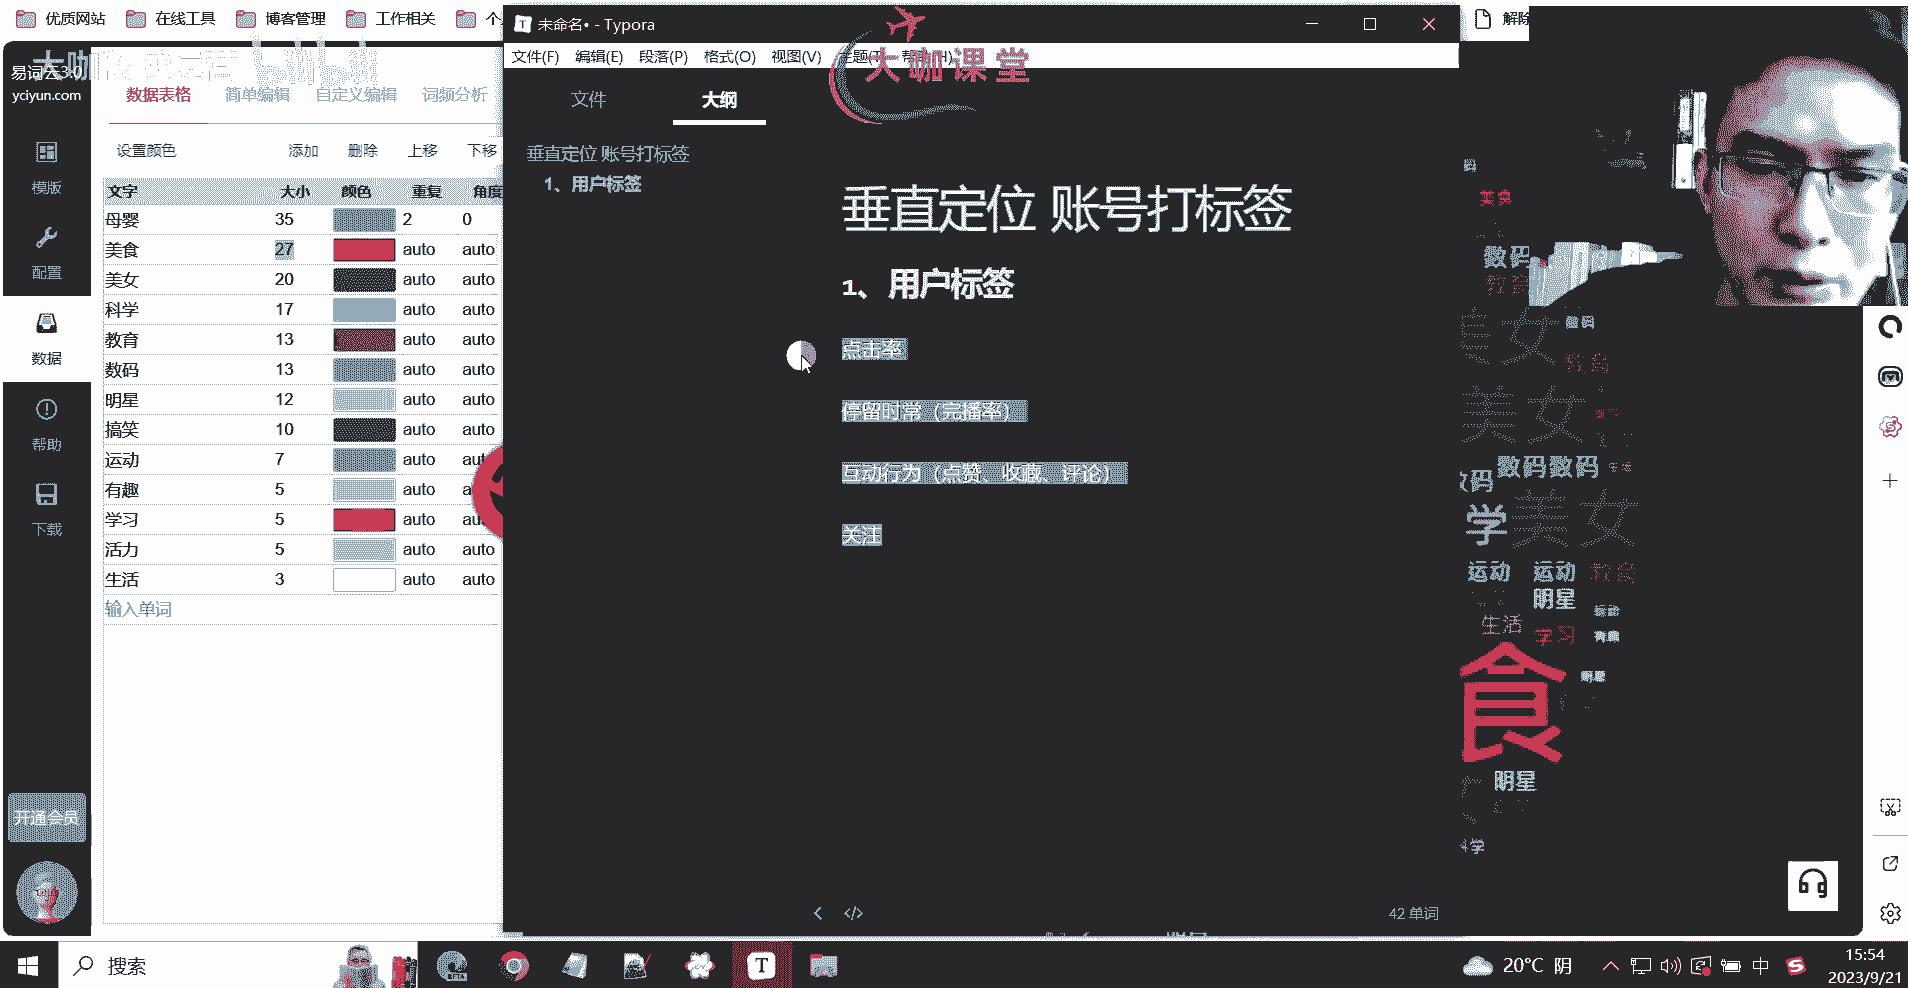 优质网站
在线工具
博客管理
工作相关
未命名• - Typora
解除
易词云3.0
yciyun.com
文件(F) 编辑(E) 段落(P) 格式(O) 视图(V)
大咖课堂
数据表格 简单编辑 自定义编辑 词频分析
文件 大纲
设置颜色 添加 删除 上移 下移
垂直定位 账号打标签
1、用户标签
模版
配置
数据
帮助
下载
开通会员
文字 大小 颜色 重复 角度
母婴 35 2 0
美食 27 auto auto
美女 20 auto auto
科学 17 auto auto
教育 13 auto auto
数码 13 auto auto
明星 12 auto auto
搞笑 10 auto auto
运动 7 auto
有趣 5 auto
学习 5 auto
活力 5 auto auto
生活 3 auto auto
输入单词
垂直定位 账号打标签
1、用户标签
点击率
停留时常（完播率）
互动行为（点赞、收藏、评论）
关注
42 单词
美食
数码
教育
美女 数码
教育
美女
数码数码
学 美女
运动 运动 教育
明星
生活 学习
食
明星
搜索
20°C 阴
中
15:54
2023/9/21